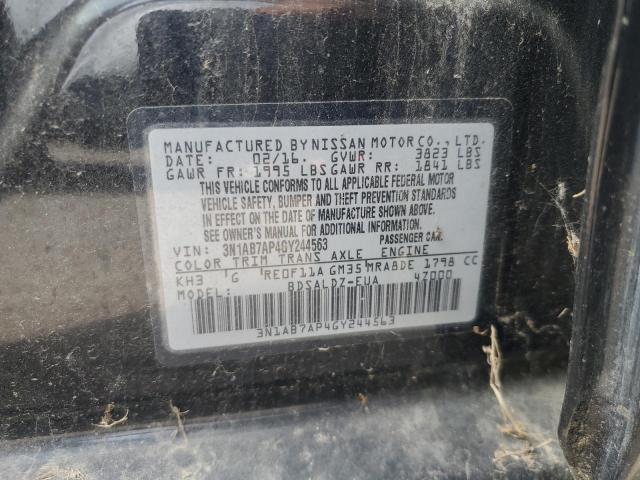 MANUFACTURED BY NISSAN MOTOR CO., LTD.
DATE: 02/16. GVWR: 3823 LBS
GAWR FR: 1995 LBS GAWR RR: 1841 LBS
THIS VEHICLE CONFORMS TO ALL APPLICABLE FEDERAL MOTOR
VEHICLE SAFETY, BUMPER AND THEFT PREVENTION STANDARDS
IN EFFECT ON THE DATE OF MANUFACTURE SHOWN ABOVE.
SEE OWNER'S MANUAL FOR ADDITIONAL INFORMATION.
VIN: 3N1AB7AP4GY244563 PASSENGER CAR
COLOR TRIM TRANS AXLE ENGINE
KH3 G RE0F11A GM35 MRA8DE 1798 CC
MODEL: BDSALDZ-EUA 47000
3N1AB7AP4GY244563